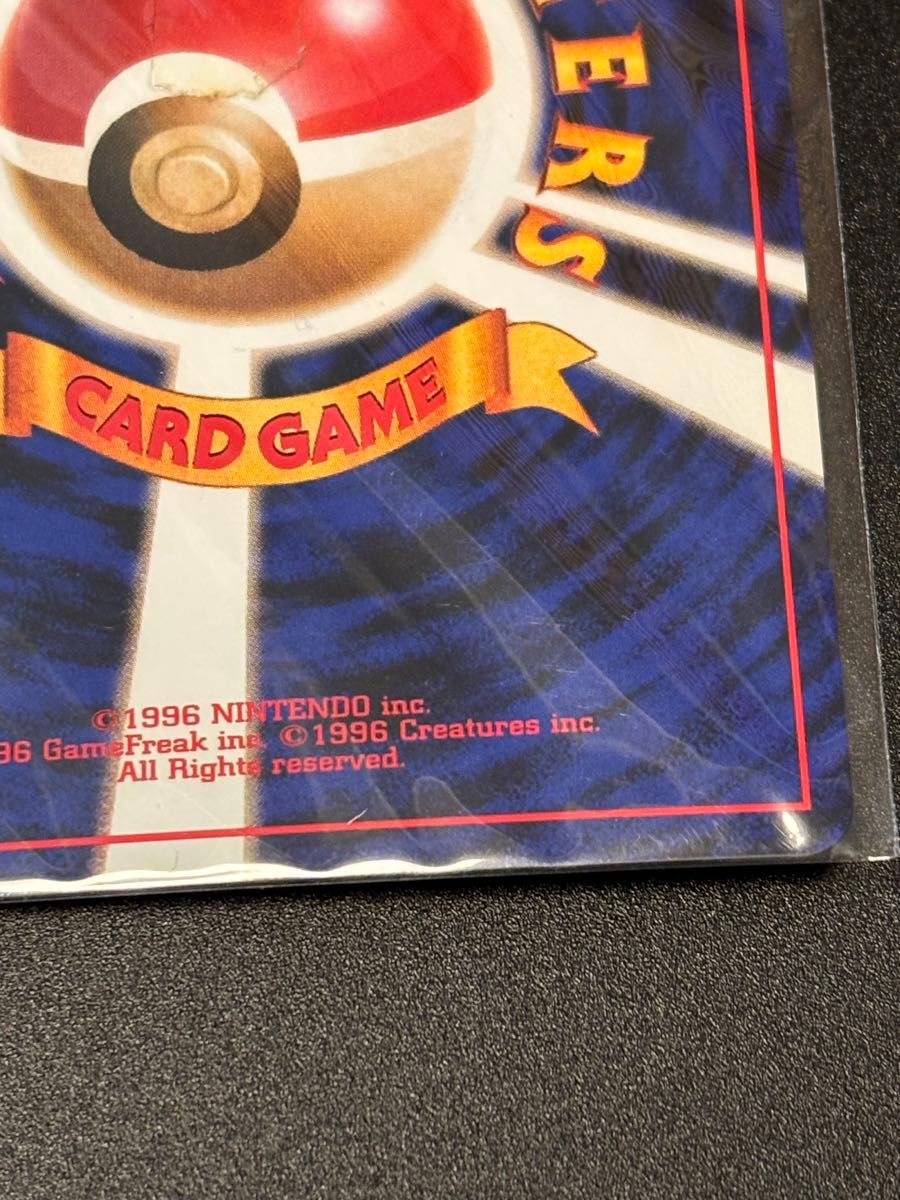 ERS
CARD GAME
©1996 NINTENDO inc.
96 GameFreak inc. ©1996 Creatures inc.
All Rights reserved.